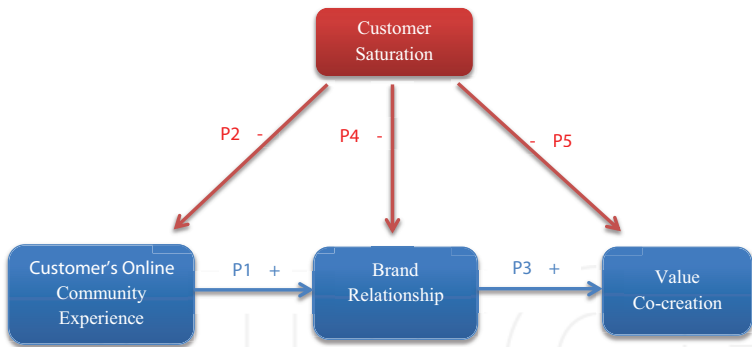 Customer
Saturation
P2 -
P4 -
- P5
Customer's Online
Community
Experience
P1 +
Brand
Relationship
P3 +
Value
Co-creation